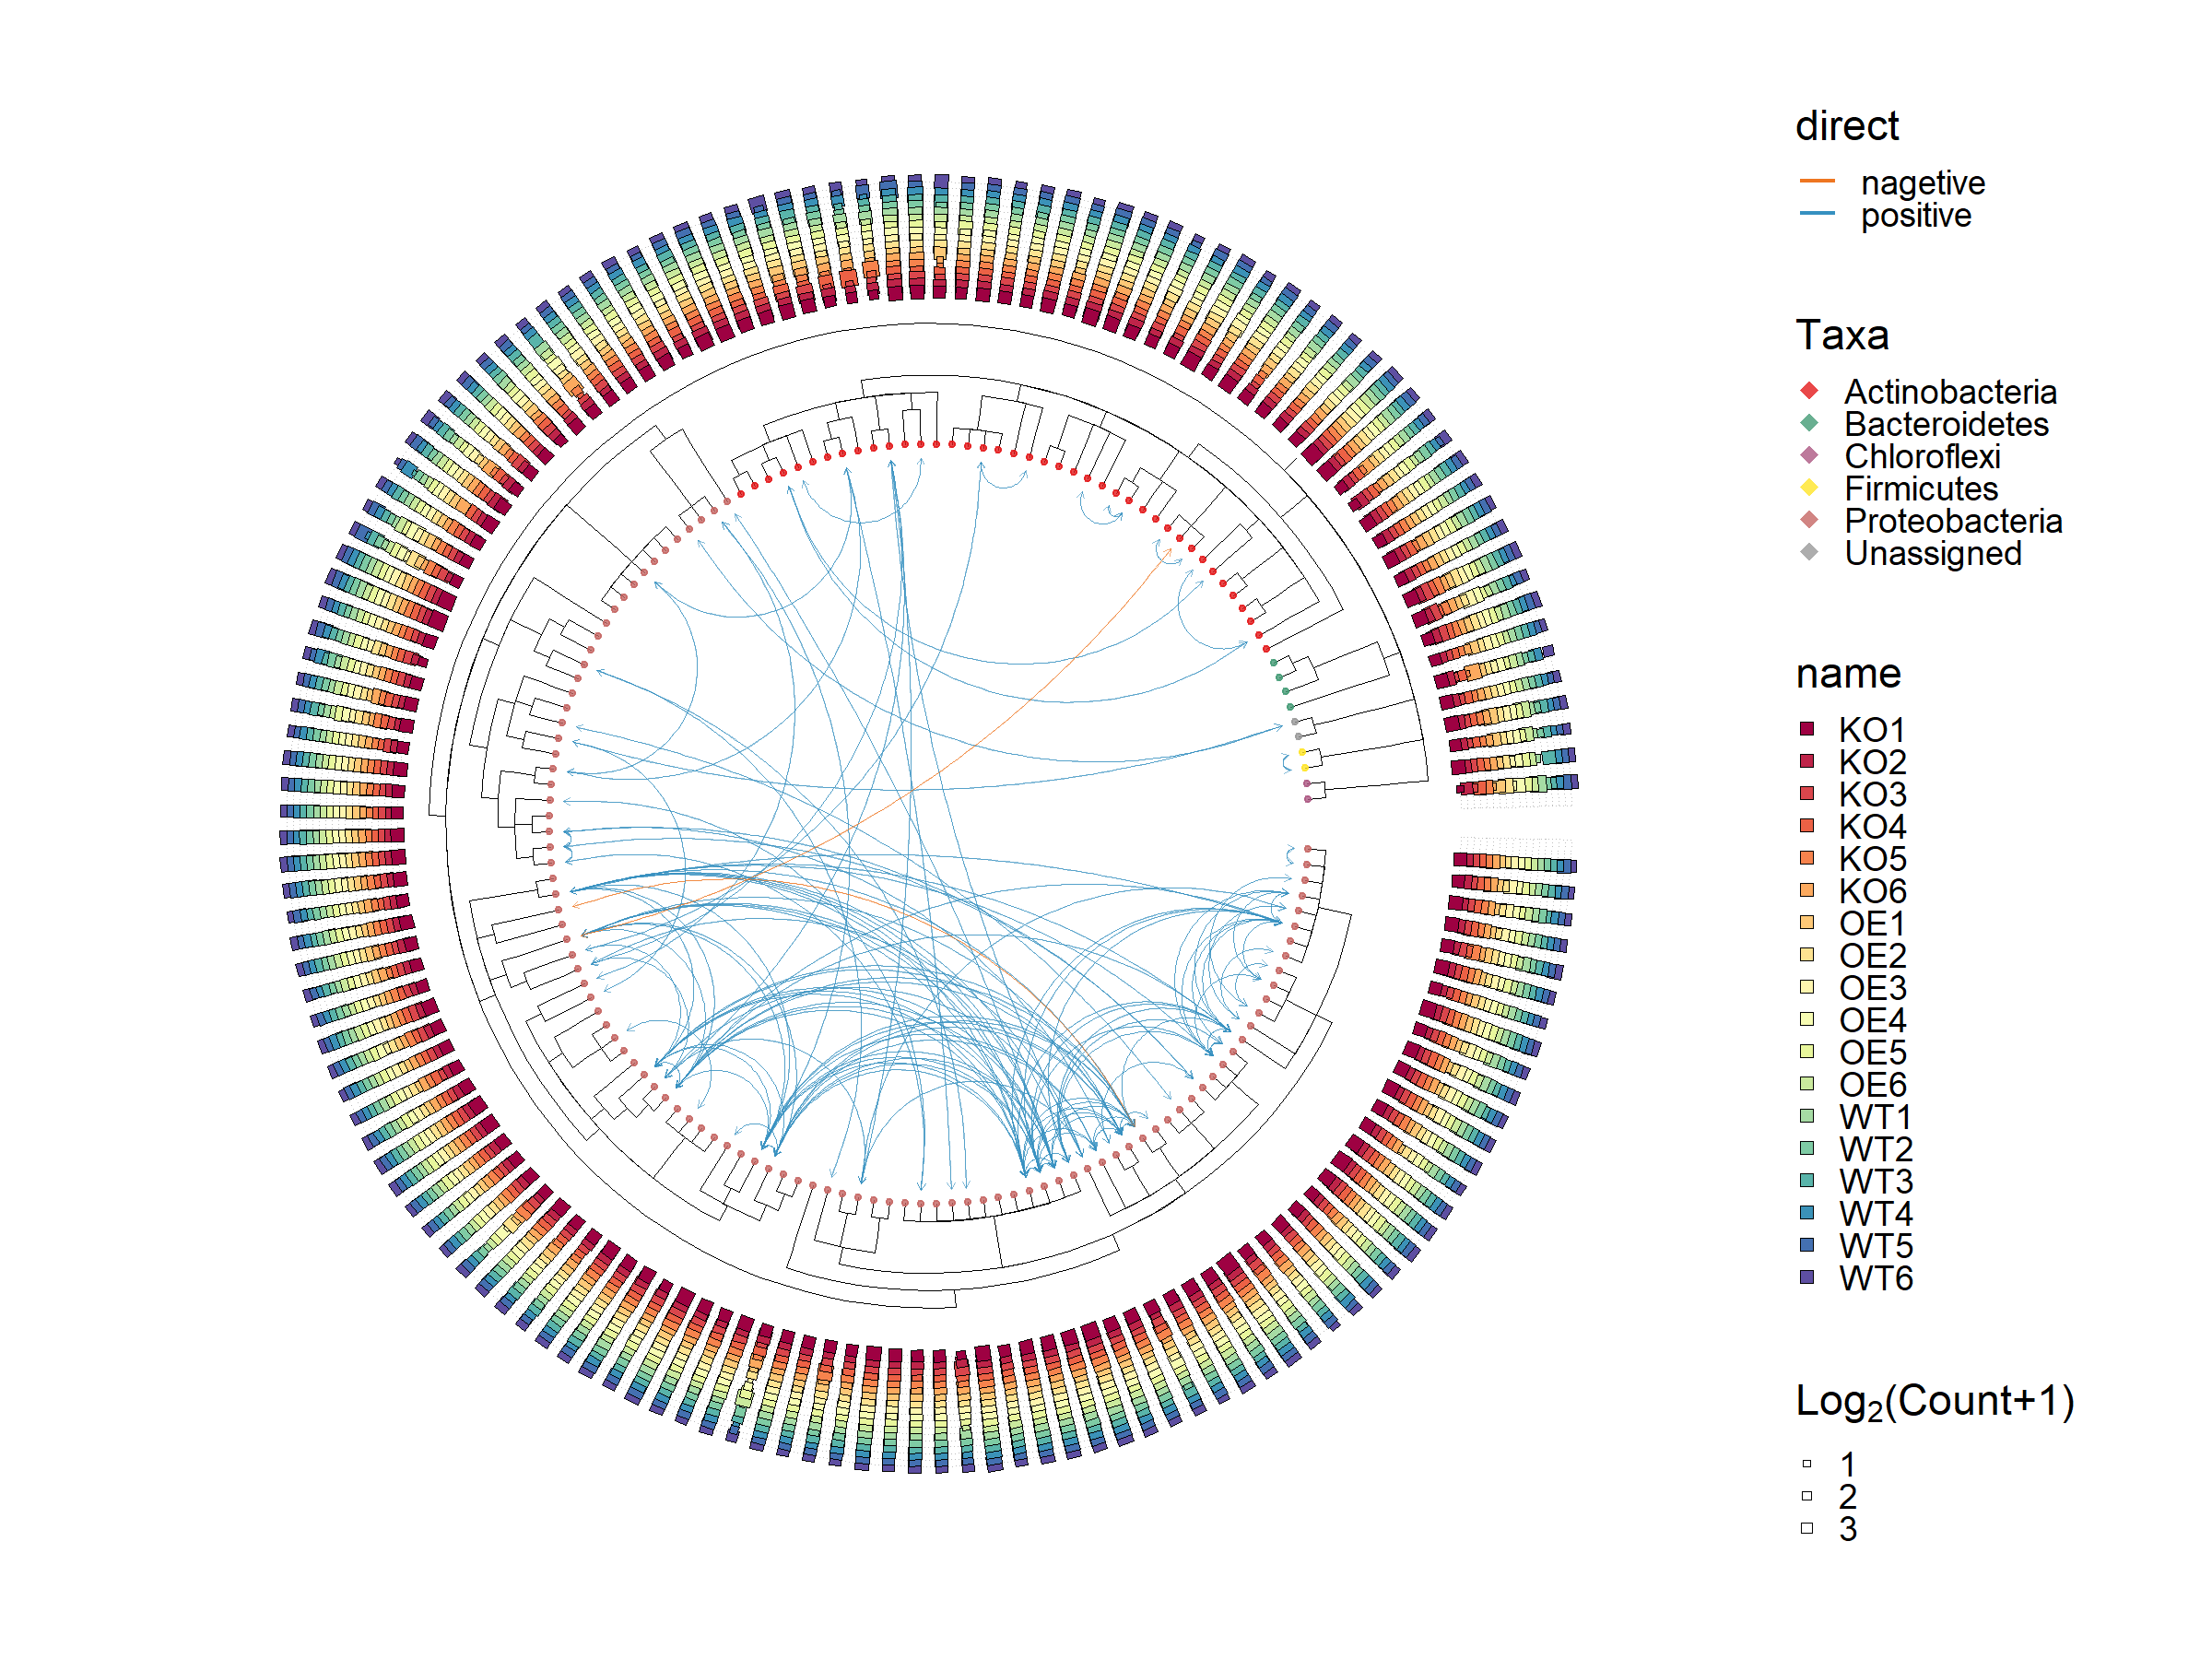 direct
nagetive
positive
Taxa
Actinobacteria
Bacteroidetes
Chloroflexi
Firmicutes
Proteobacteria
Unassigned
name
KO1
KO2
KO3
KO4
KO5
KO6
OE1
OE2
OE3
OE4
OE5
OE6
WT1
WT2
WT3
WT4
WT5
WT6
Log₂(Count+1)
1
2
3